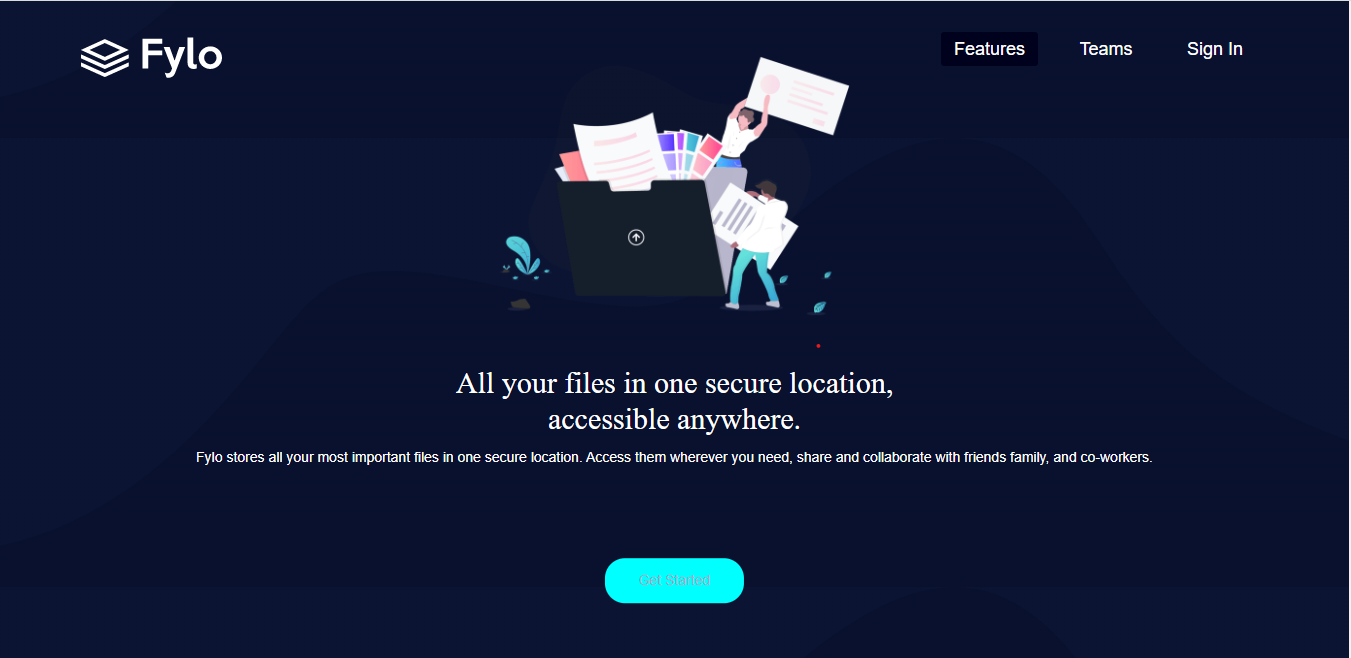 Fylo
Features
Teams
Sign In
All your files in one secure location,
accessible anywhere.
Fylo stores all your most important files in one secure location. Access them wherever you need, share and collaborate with friends family, and co-workers.
Get Started